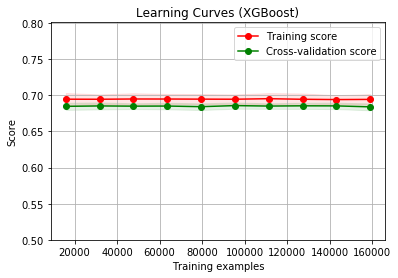 Learning Curves (XGBoost)
0.80
0.75
0.70
0.65
0.60
0.55
0.50
Score
Training score
Cross-validation score
20000 40000 60000 80000 100000 120000 140000 160000
Training examples